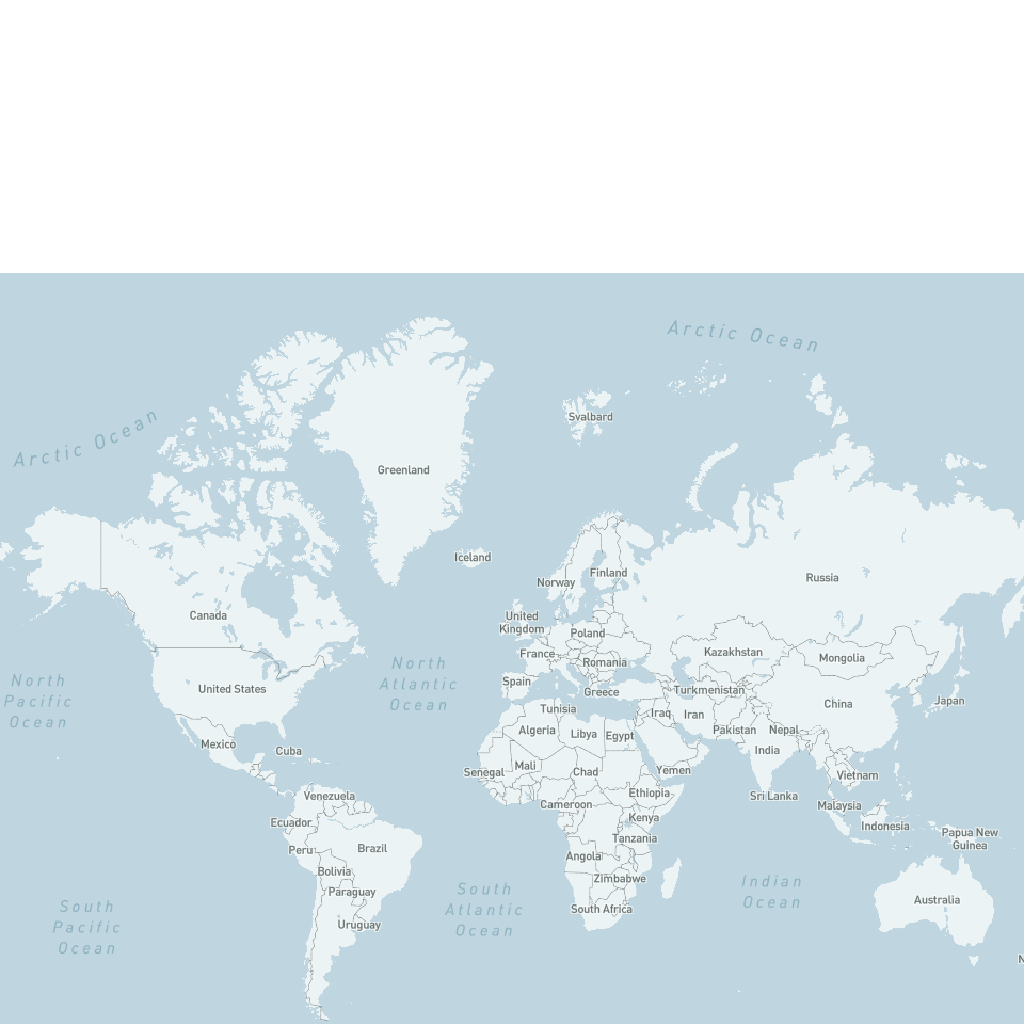 Arctic Ocean
Arctic Ocean
Svalbard
Greenland
Iceland
Norway
Finland
Russia
Canada
United
Kingdom
Poland
France
Romania
Kazakhstan
Mongolia
North
Pacific
Ocean
United States
North
Atlantic
Ocean
Spain
Greece
Turkmenistan
China
Japan
Tunisia
Iraq
Iran
Algeria
Libya
Egypt
Pakistan
Nepal
Mexico
Cuba
India
Senegal
Mali
Chad
Yemen
Vietnam
Venezuela
Cameroon
Ethiopia
Sri Lanka
Malaysia
Ecuador
Kenya
Indonesia
Papua New
Guinea
Peru
Brazil
Tanzania
Angola
Bolivia
Zimbabwe
Paraguay
South
Atlantic
Ocean
Indian
Ocean
Australia
South Africa
South
Pacific
Ocean
Uruguay
N